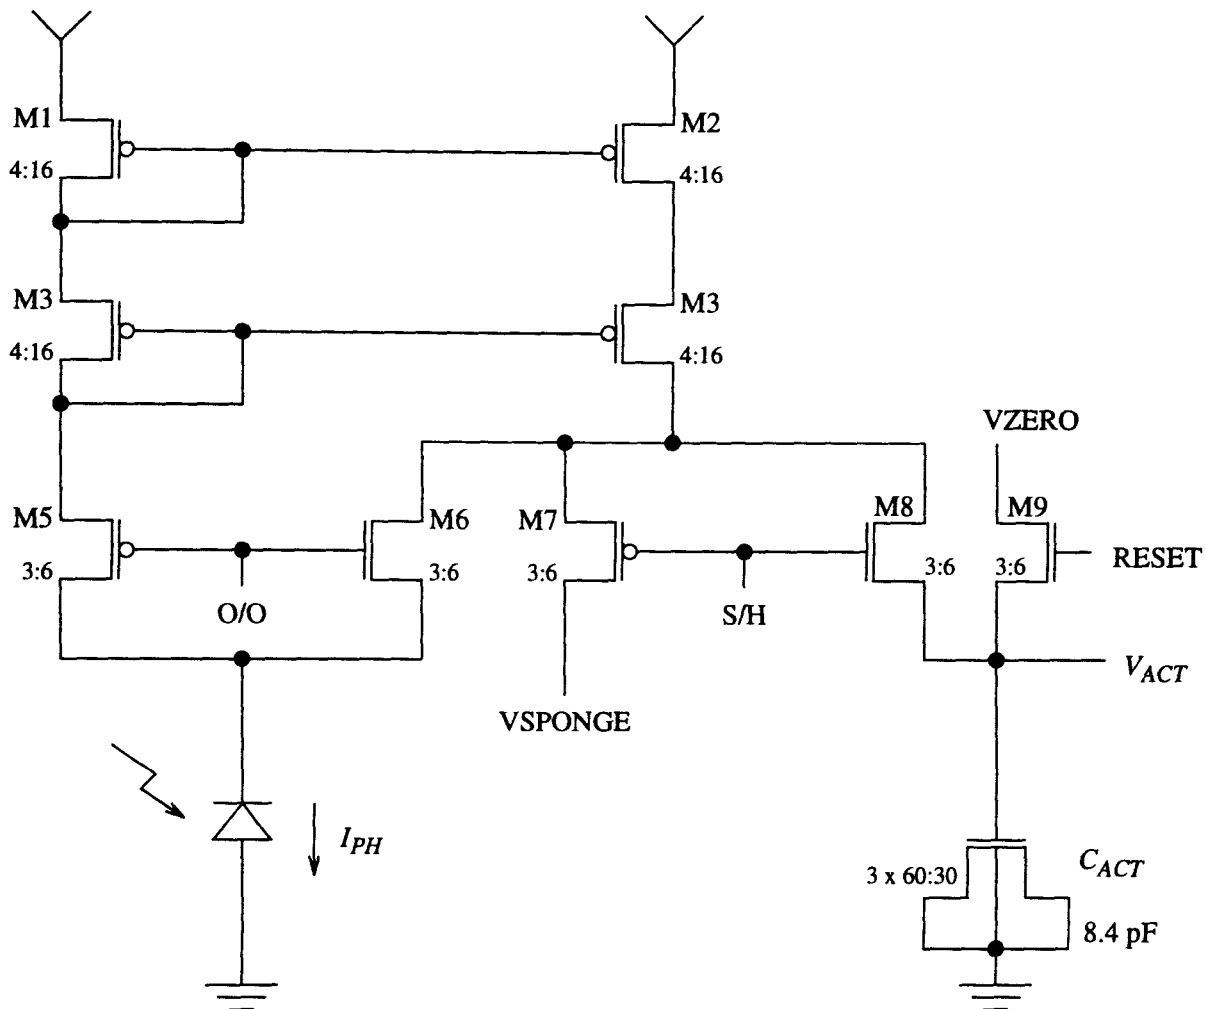 M1
M2
4:16
4:16
M3
M3
4:16
4:16
VZERO
M5
M6
M7
M8
M9
3:6
3:6
3:6
3:6
3:6
RESET
O/O
S/H
VSPONGE
V_ACT
I_PH
3 x 60:30
C_ACT
8.4 pF